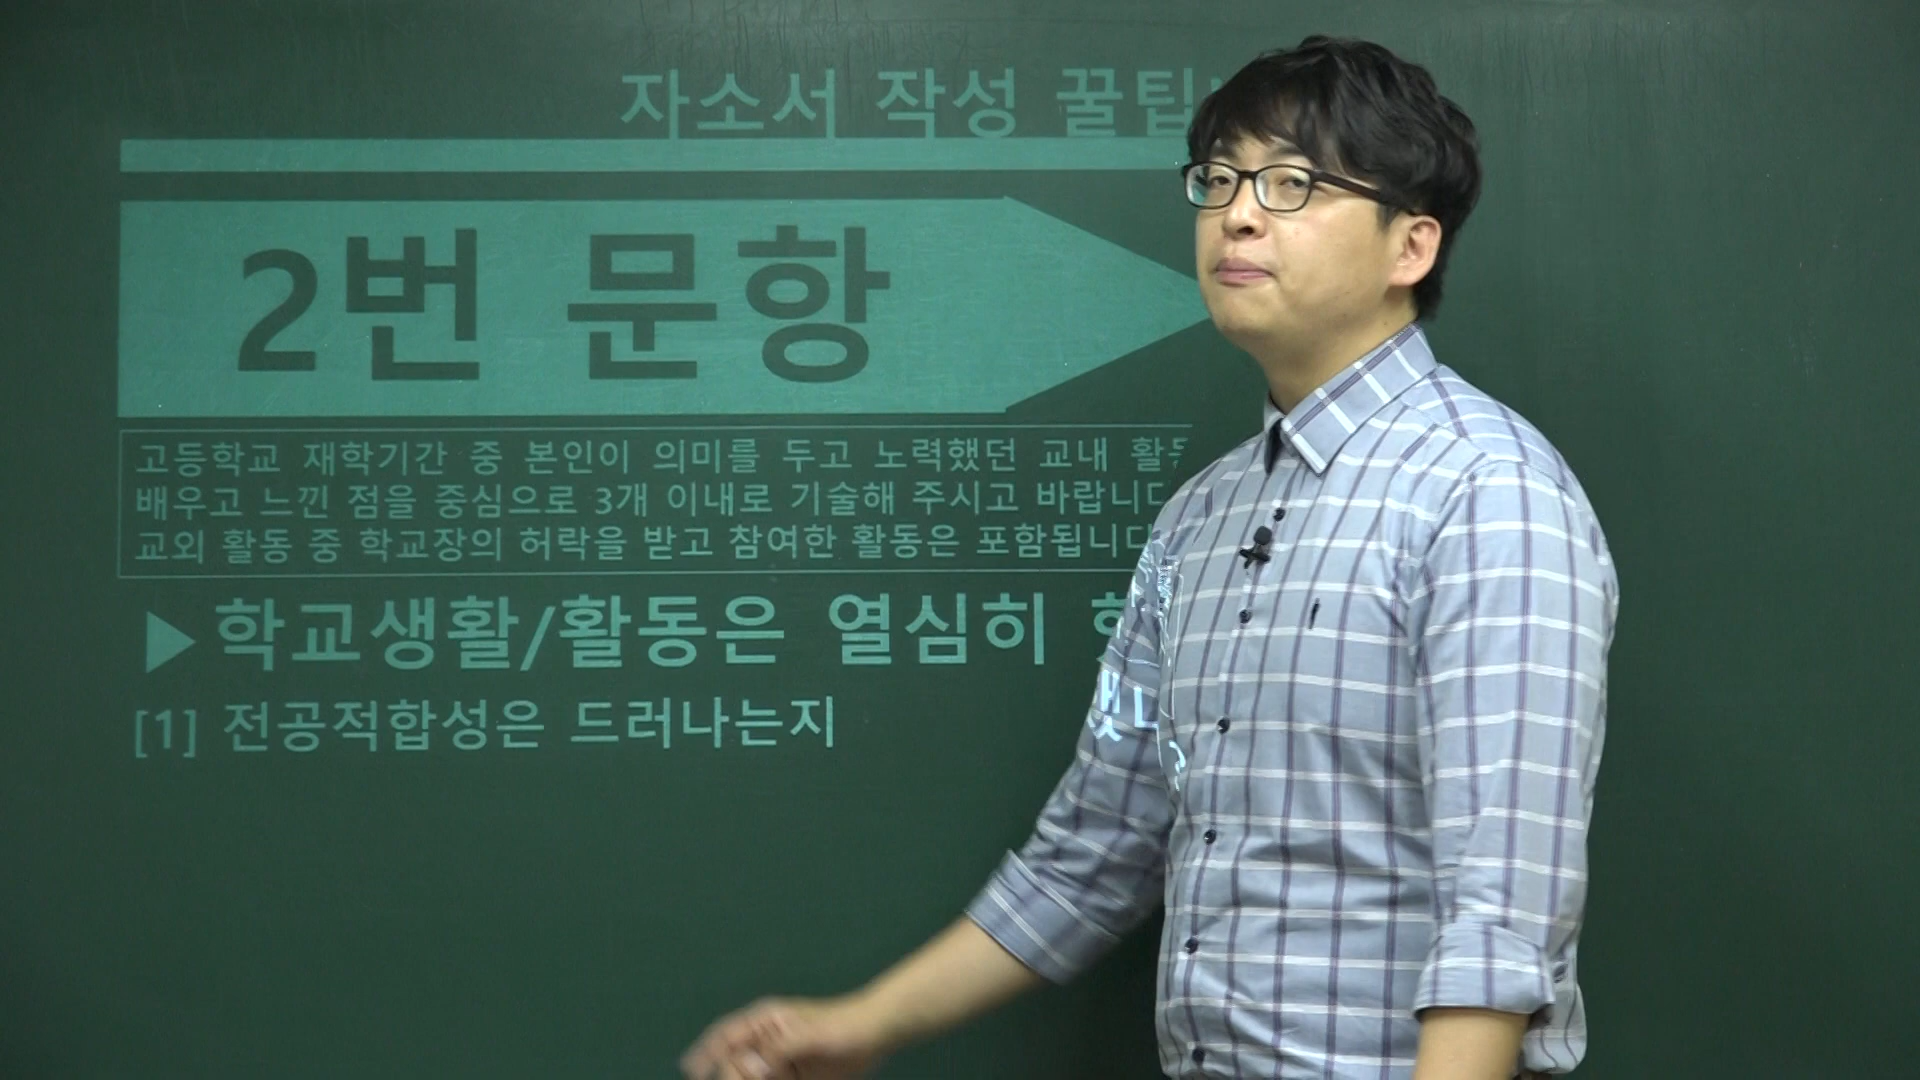 자소서 작성 꿀팁
2번 문항
고등학교 재학기간 중 본인이 의미를 두고 노력했던 교내
배우고 느낀 점을 중심으로 3개 이내로 기술해 주시고 바랍니다
교외 활동 중 학교장의 허락을 받고 참여한 활동은 포함됩니다
▶학교생활/활동은 열심히
[1] 전공적합성은 드러나는지